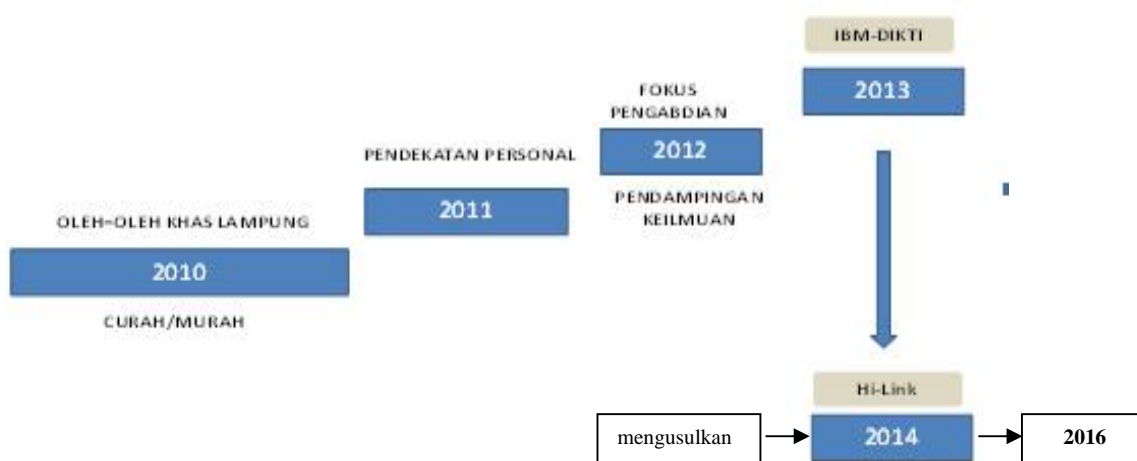 OLEH=OLEH KHAS LAMPUNG
2010
CURAH/MURAH
PENDEKATAN PERSONAL
2011
FOKUS
PENGABDIAN
2012
PENDAMPINGAN
KEILMUAN
IBM-DIKTI
2013
Hi-Link
mengusulkan
2014
2016